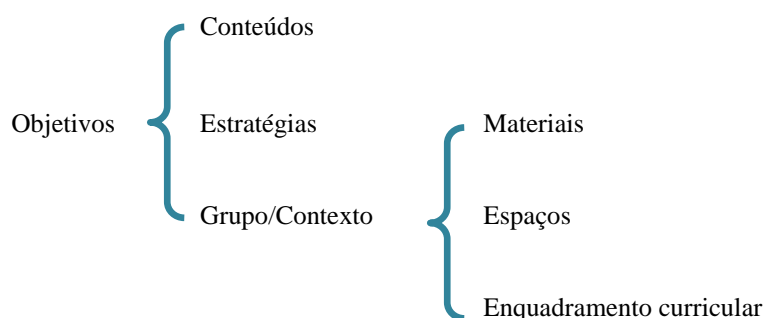 Conteúdos
Objetivos Estratégias Materiais
Grupo/Contexto Espaços
Enquadramento curricular